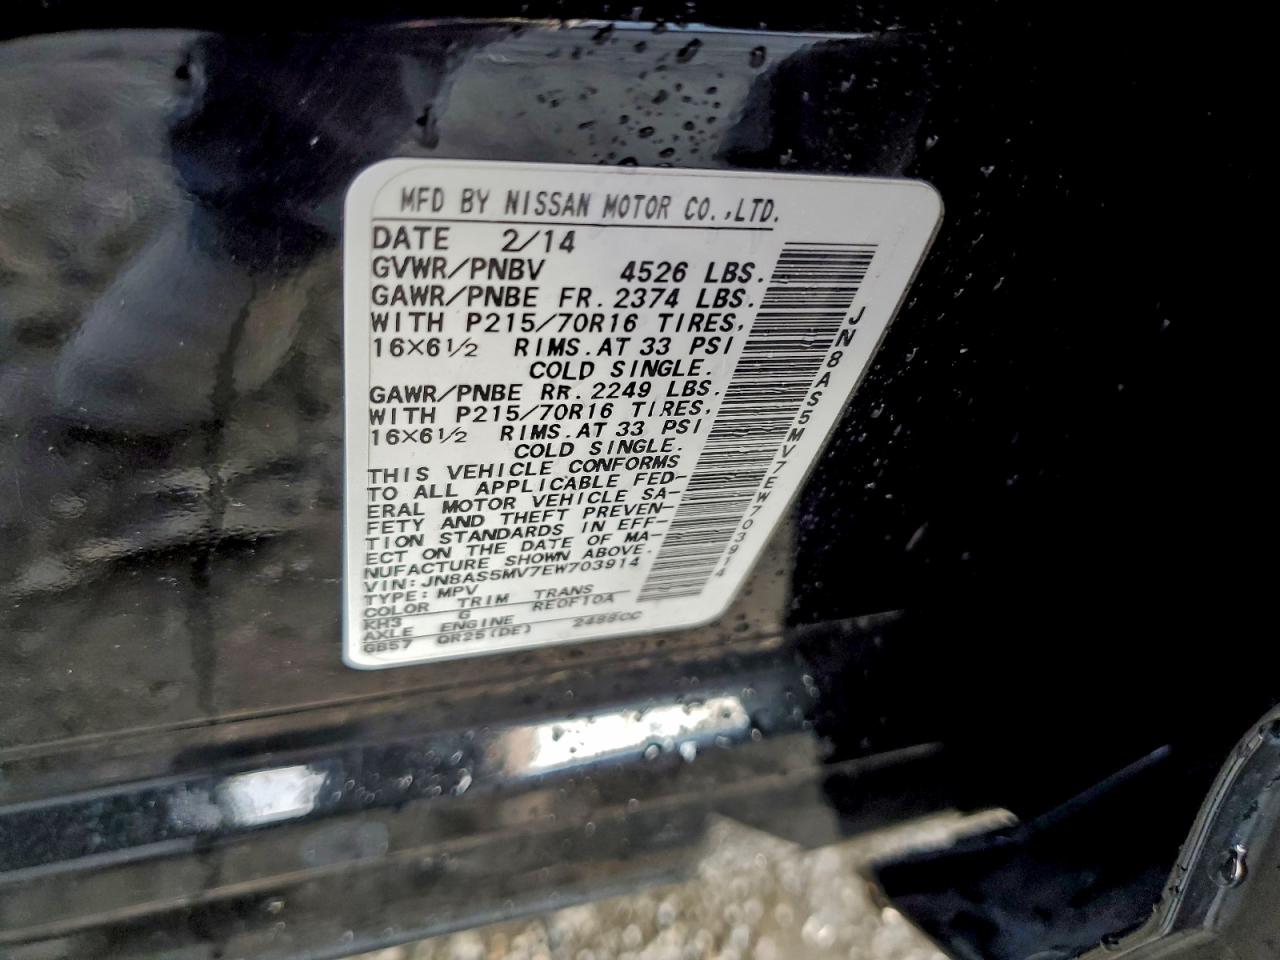 MFD BY NISSAN MOTOR CO.,LTD.
DATE 2/14
GVWR/PNBV 4526 LBS.
GAWR/PNBE FR. 2374 LBS.
WITH P215/70R16 TIRES,
16×6 1/2 RIMS. AT 33 PSI
COLD SINGLE.
GAWR/PNBE RR. 2249 LBS.
WITH P215/70R16 TIRES,
16×6 1/2 RIMS. AT 33 PSI
COLD SINGLE.
THIS VEHICLE CONFORMS
TO ALL APPLICABLE FED-
ERAL MOTOR VEHICLE SA-
FETY AND THEFT PREVEN-
TION STANDARDS IN EFF-
ECT ON THE DATE OF MA-
NUFACTURE SHOWN ABOVE.
VIN: JN8AS5MV7EW703914
TYPE: MPV
COLOR TRIM TRANS
KH3 G RE0F10A
AXLE ENGINE
GB57 QR25(DE) 2488CC
JN8AS5MV7EW703914